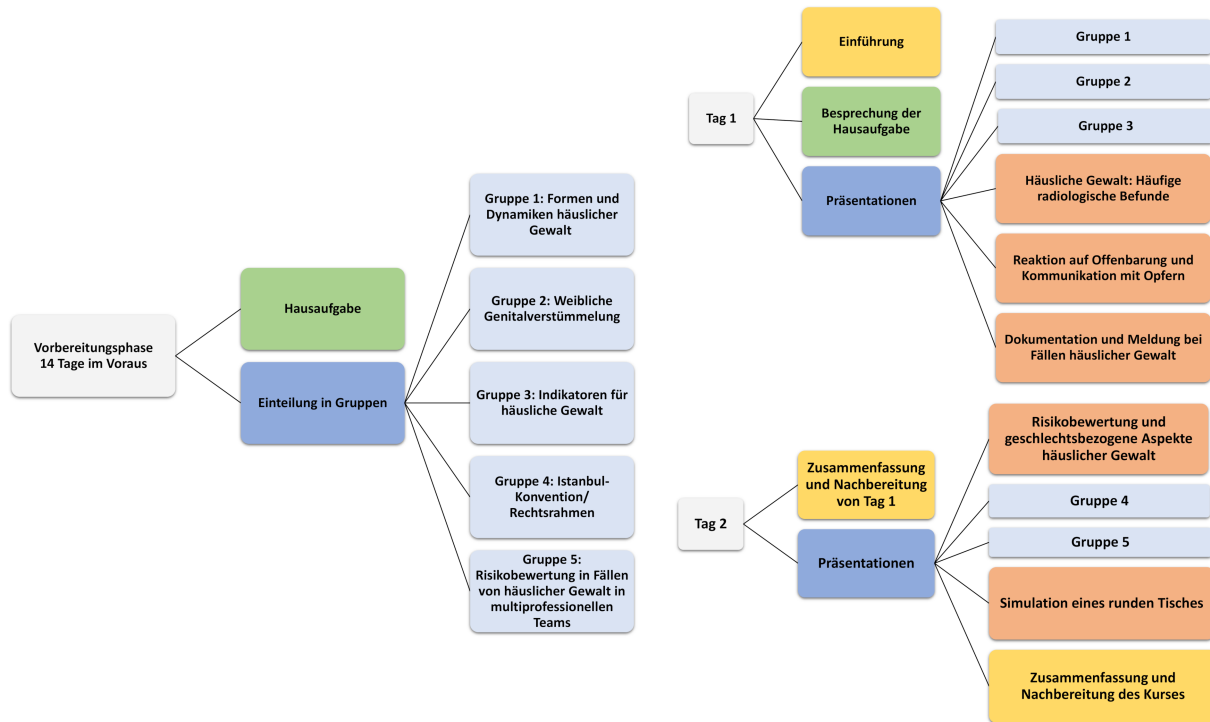 Vorbereitungsphase
14 Tage im Voraus
Hausaufgabe
Einteilung in Gruppen
Gruppe 1: Formen und
Dynamiken häuslicher
Gewalt
Gruppe 2: Weibliche
Genitalverstümmelung
Gruppe 3: Indikatoren für
häusliche Gewalt
Gruppe 4: Istanbul-
Konvention/
Rechtsrahmen
Gruppe 5:
Risikobewertung in Fällen
von häuslicher Gewalt in
multiprofessionellen
Teams
Tag 1
Einführung
Besprechung der
Hausaufgabe
Präsentationen
Gruppe 1
Gruppe 2
Gruppe 3
Häusliche Gewalt: Häufige
radiologische Befunde
Reaktion auf Offenbarung und
Kommunikation mit Opfern
Dokumentation und Meldung bei
Fällen häuslicher Gewalt
Tag 2
Zusammenfassung
und Nachbereitung
von Tag 1
Präsentationen
Risikobewertung und
geschlechtsbezogene Aspekte
häuslicher Gewalt
Gruppe 4
Gruppe 5
Simulation eines runden Tisches
Zusammenfassung und
Nachbereitung des Kurses